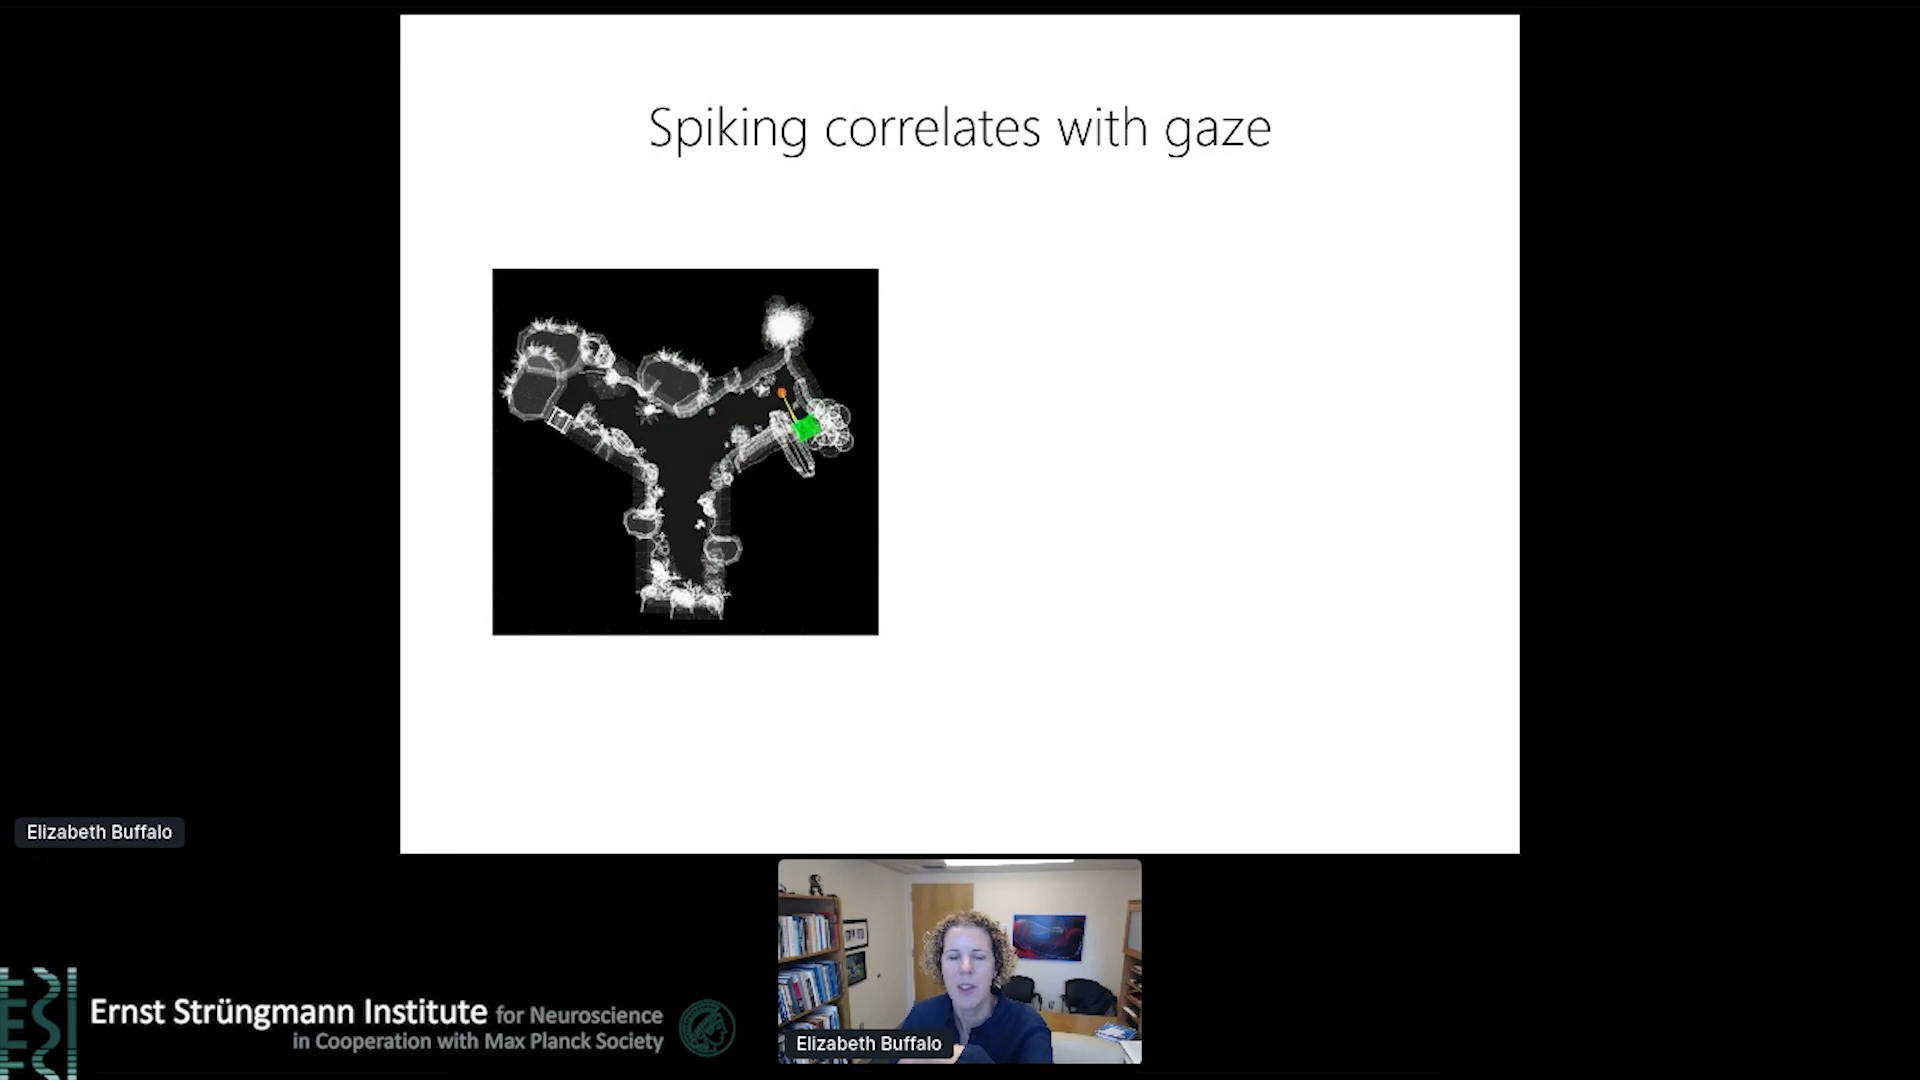 Spiking correlates with gaze
Elizabeth Buffalo
Elizabeth Buffalo
ESI
Ernst Strüngmann Institute for Neuroscience
in Cooperation with Max Planck Society